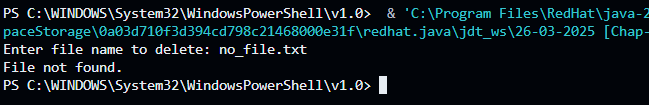 PS C:\WINDOWS\System32\WindowsPowerShell\v1.0>  & 'C:\Program Files\RedHat\java-2
paceStorage\0a03d710f3d394cd798c21468000e31f\redhat.java\jdt_ws\26-03-2025 [Chap-
Enter file name to delete: no_file.txt
File not found.
PS C:\WINDOWS\System32\WindowsPowerShell\v1.0>